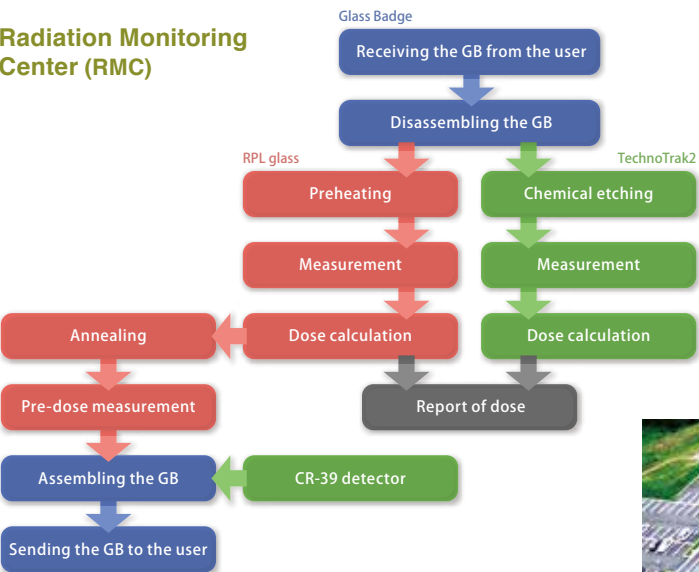 Radiation Monitoring
Center (RMC)
Glass Badge
Receiving the GB from the user
Disassembling the GB
RPL glass
TechnoTrak2
Preheating
Chemical etching
Measurement
Measurement
Annealing
Dose calculation
Dose calculation
Pre-dose measurement
Report of dose
Assembling the GB
CR-39 detector
Sending the GB to the user